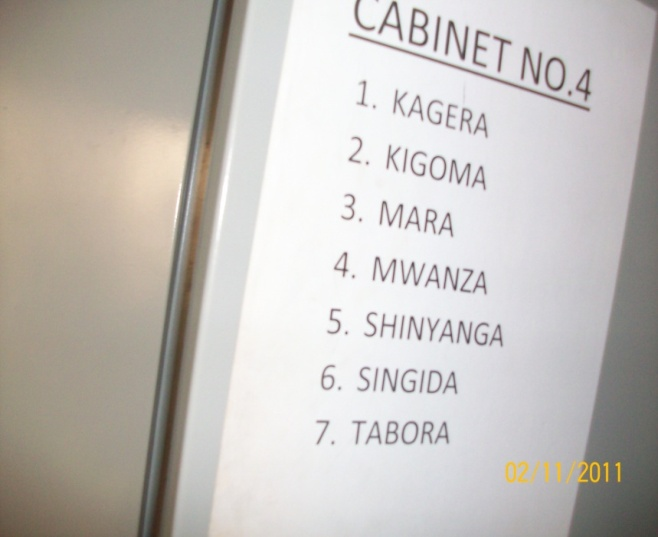 CABINET NO.4
1. KAGERA
2. KIGOMA
3. MARA
4. MWANZA
5. SHINYANGA
6. SINGIDA
7. TABORA
02/11/2011